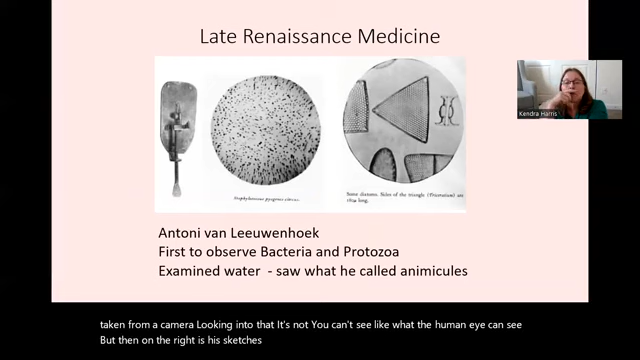 Late Renaissance Medicine
Kendra Harris
Staphylococcus pyogenes citreus.
Some diatoms. Sides of the triangle (Triceratium) are
long.
Antoni van Leeuwenhoek
First to observe Bacteria and Protozoa
Examined water - saw what he called animicules
taken from a camera Looking into that It's not You can't see like what the human eye can see
But then on the right is his sketches